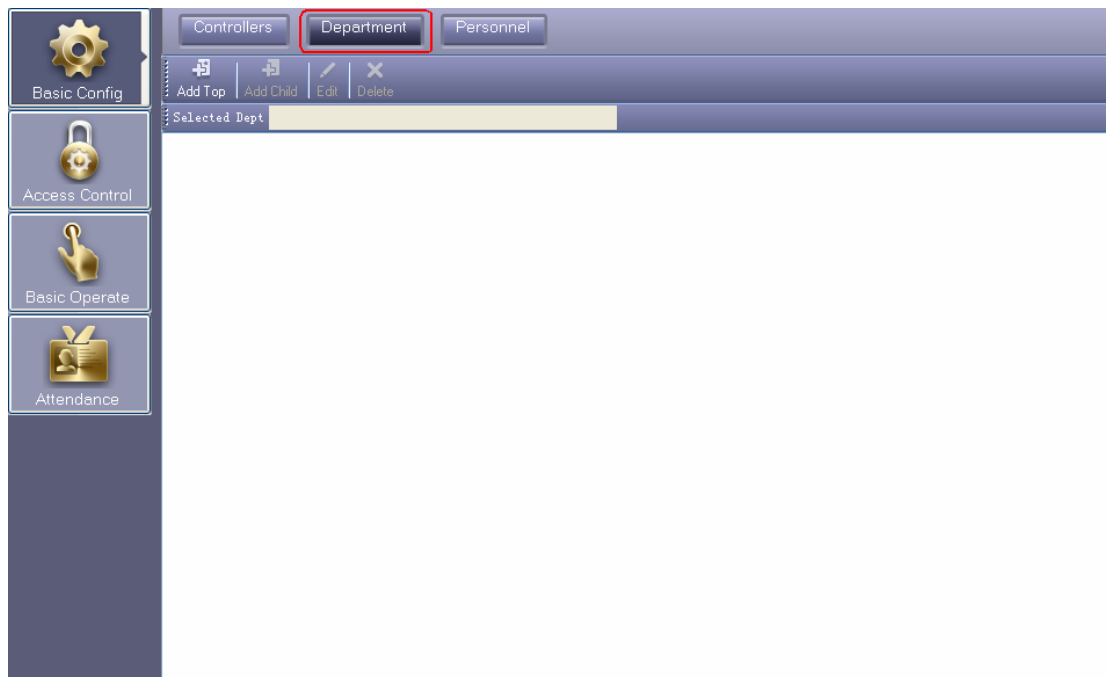 Controllers Department Personnel
Add Top Add Child Edit Delete
Selected Dept
Basic Config
Access Control
Basic Operate
Attendance